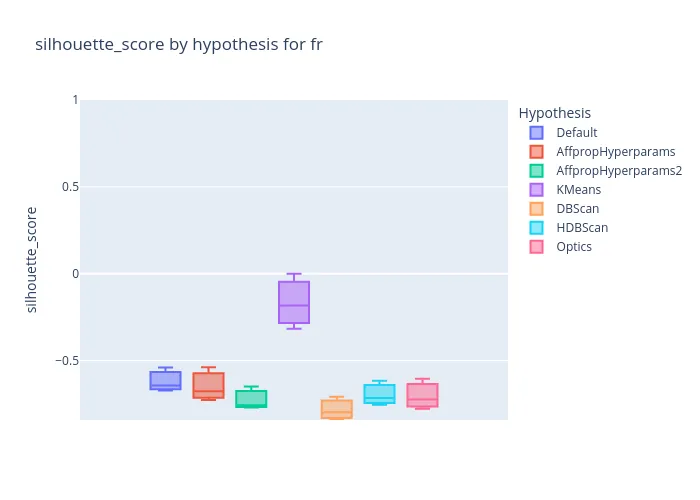 silhouette_score by hypothesis for fr
1
0.5
0
−0.5
silhouette_score
Hypothesis
Default
AffpropHyperparams
AffpropHyperparams2
KMeans
DBScan
HDBScan
Optics